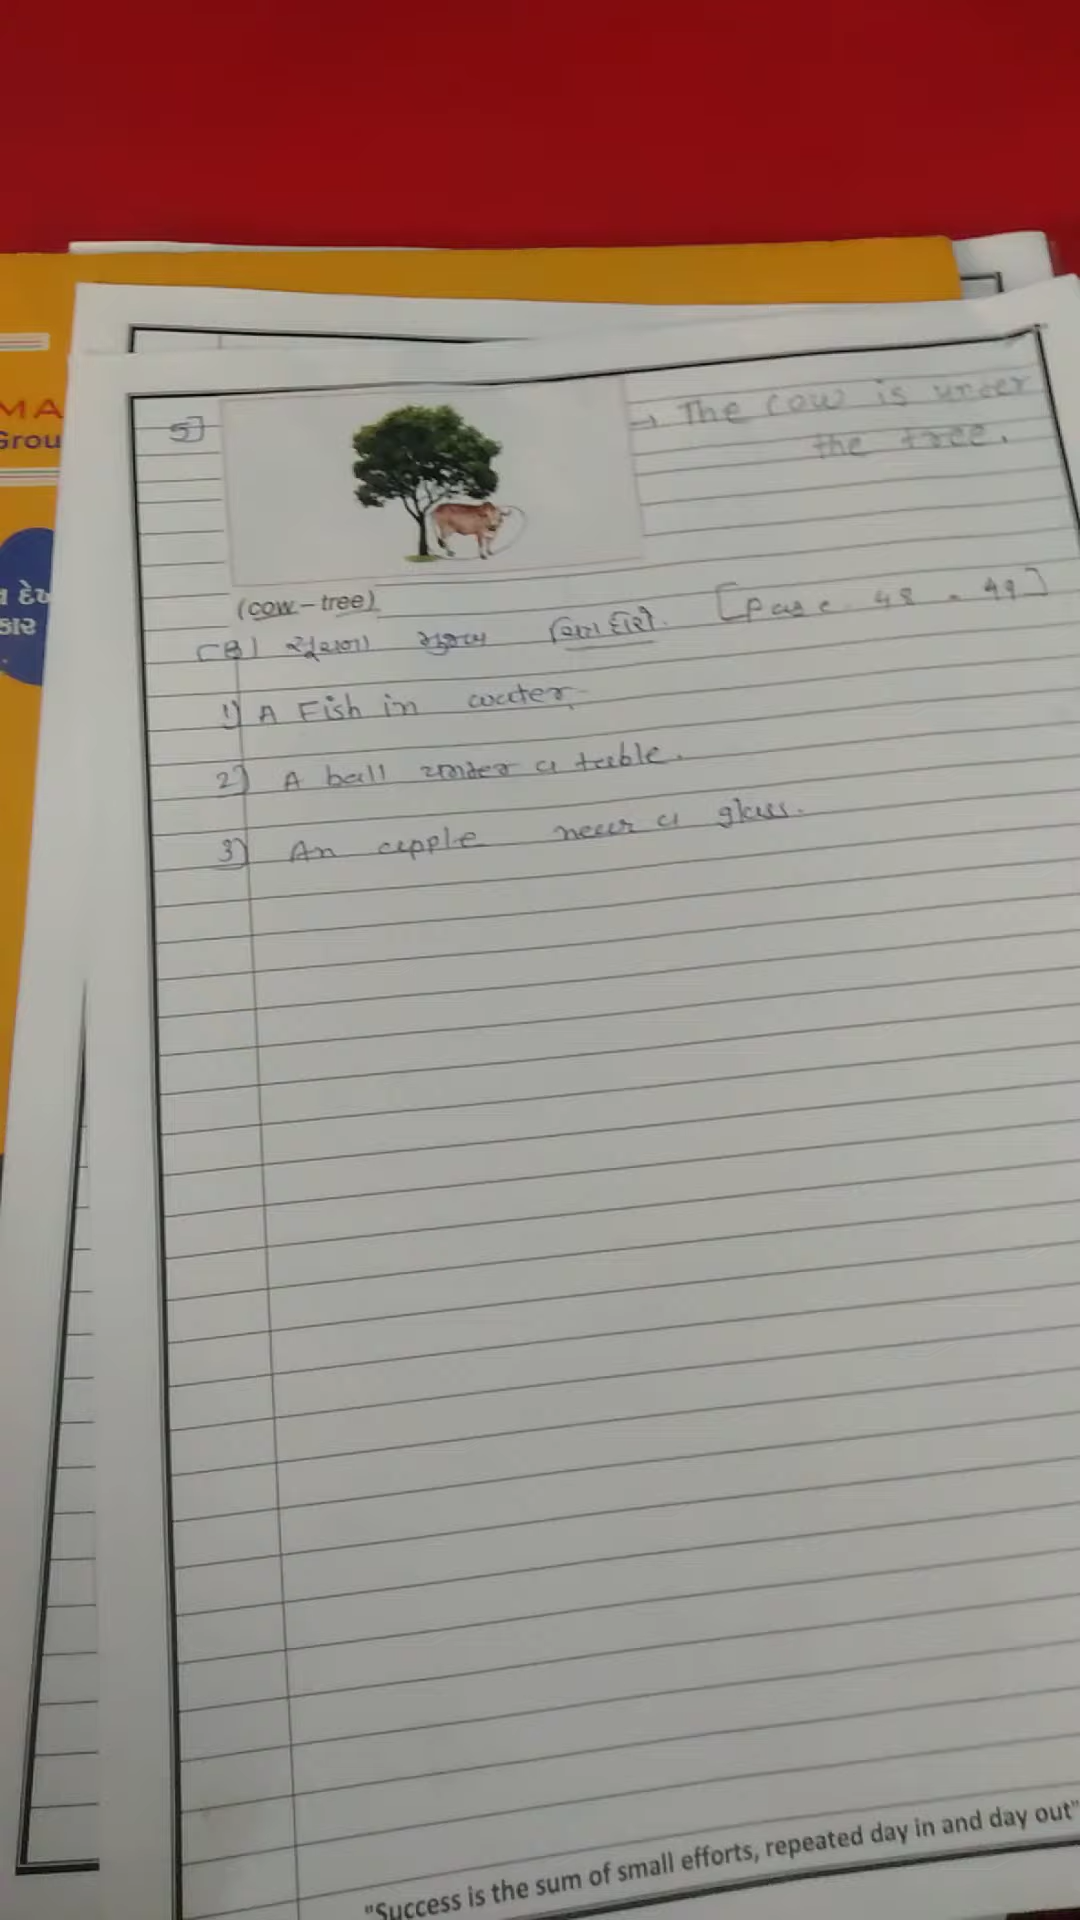 MA
Grou
કાર
5] → The cow is under
the tree.
(cow – tree)
[B] સૂચના મુજબ ચિત્ર દોરો. [Page 48 - 49]
1) A Fish in water.
2) A ball under a table.
3) An apple near a glass.
"Success is the sum of small efforts, repeated day in and day out"